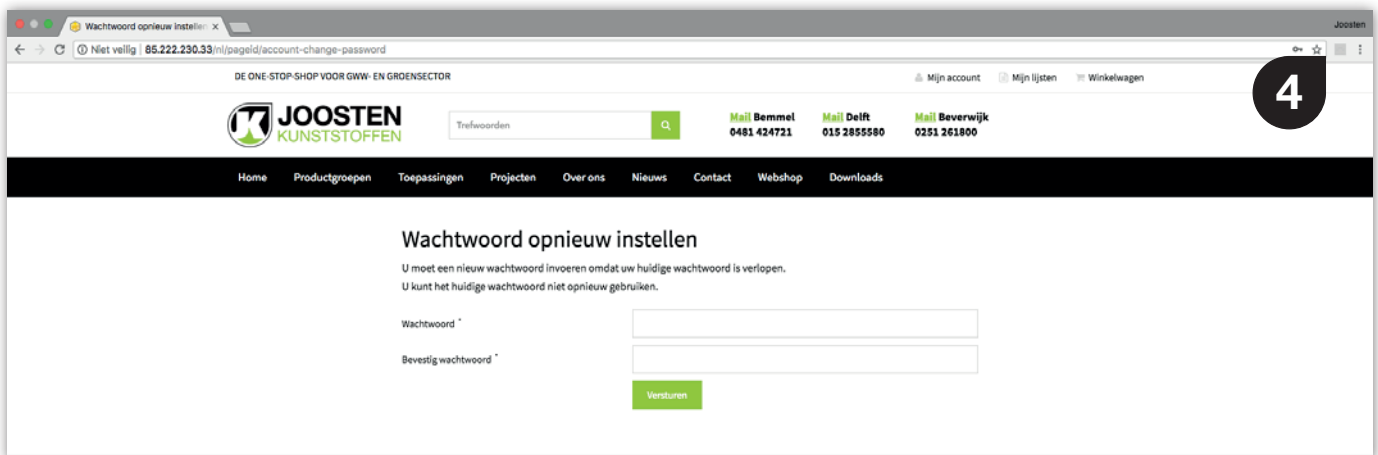 Wachtwoord opnieuw instellen
Joosten
Niet veilig | 85.222.230.33/nl/pageid/account-change-password
4
DE ONE-STOP-SHOP VOOR GWW- EN GROENSECTOR
Mijn account Mijn lijsten Winkelwagen
JOOSTEN
KUNSTSTOFFEN
Trefwoorden
Mail Bemmel
0481 424721
Mail Delft
015 2855580
Mail Beverwijk
0251 261800
Home Productgroepen Toepassingen Projecten Over ons Nieuws Contact Webshop Downloads
Wachtwoord opnieuw instellen
U moet een nieuw wachtwoord invoeren omdat uw huidige wachtwoord is verlopen.
U kunt het huidige wachtwoord niet opnieuw gebruiken.
Wachtwoord *
Bevestig wachtwoord *
Versturen